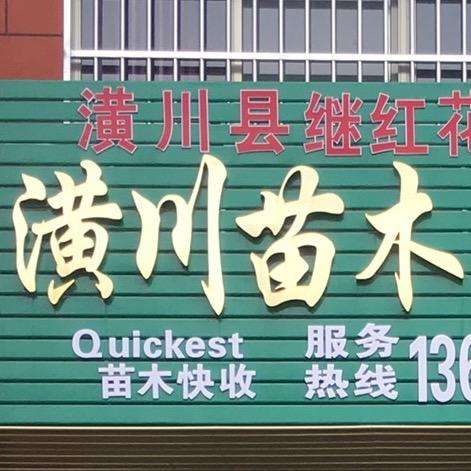 潢川县继红花
潢川苗木
Quickest 服务
苗木快收 热线 136